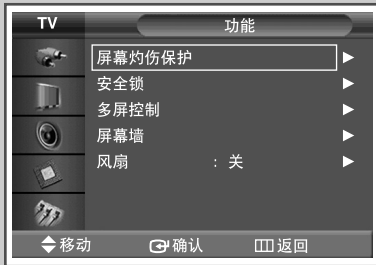 TV 功能
屏幕灼伤保护
安全锁
多屏控制
屏幕墙
风扇 : 关
移动 确认 返回